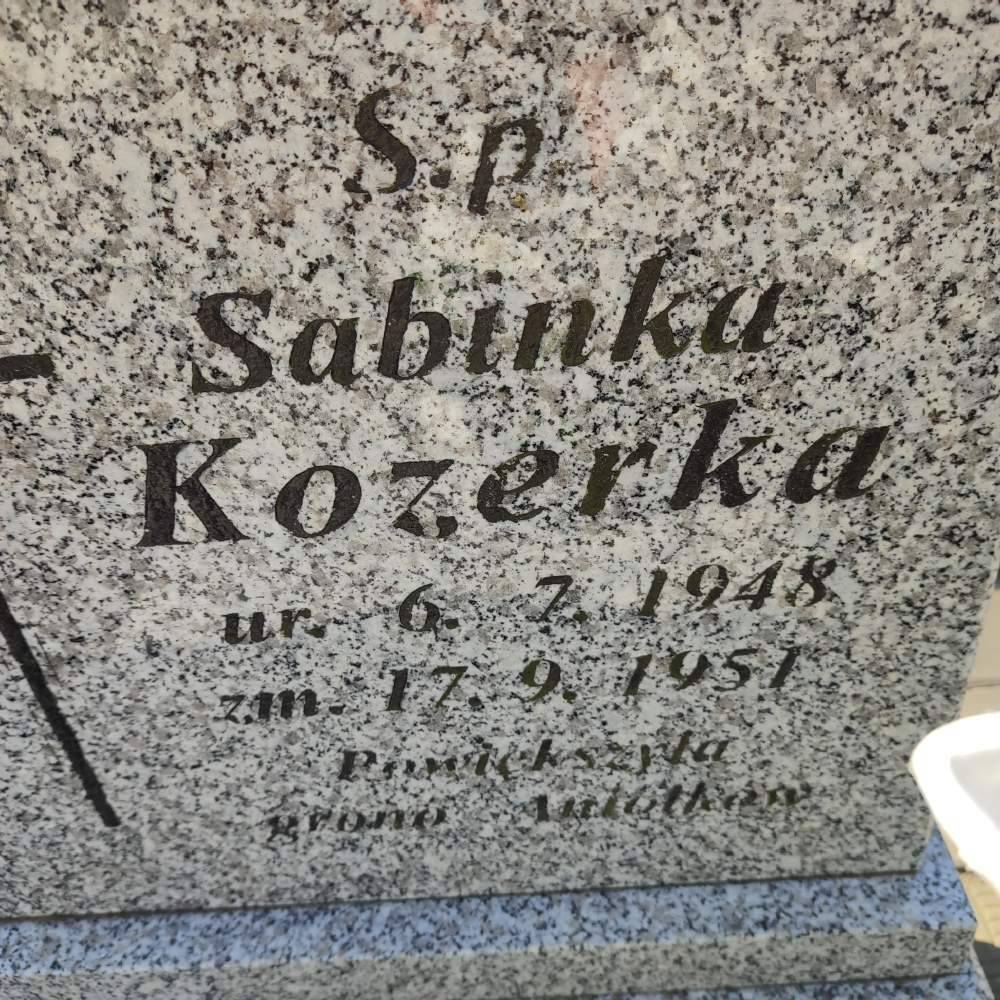 S.p
Sabinka
Kozerka
ur. 6. 7. 1948
zm. 17. 9. 1951
Powiększyła
grono Aniołków